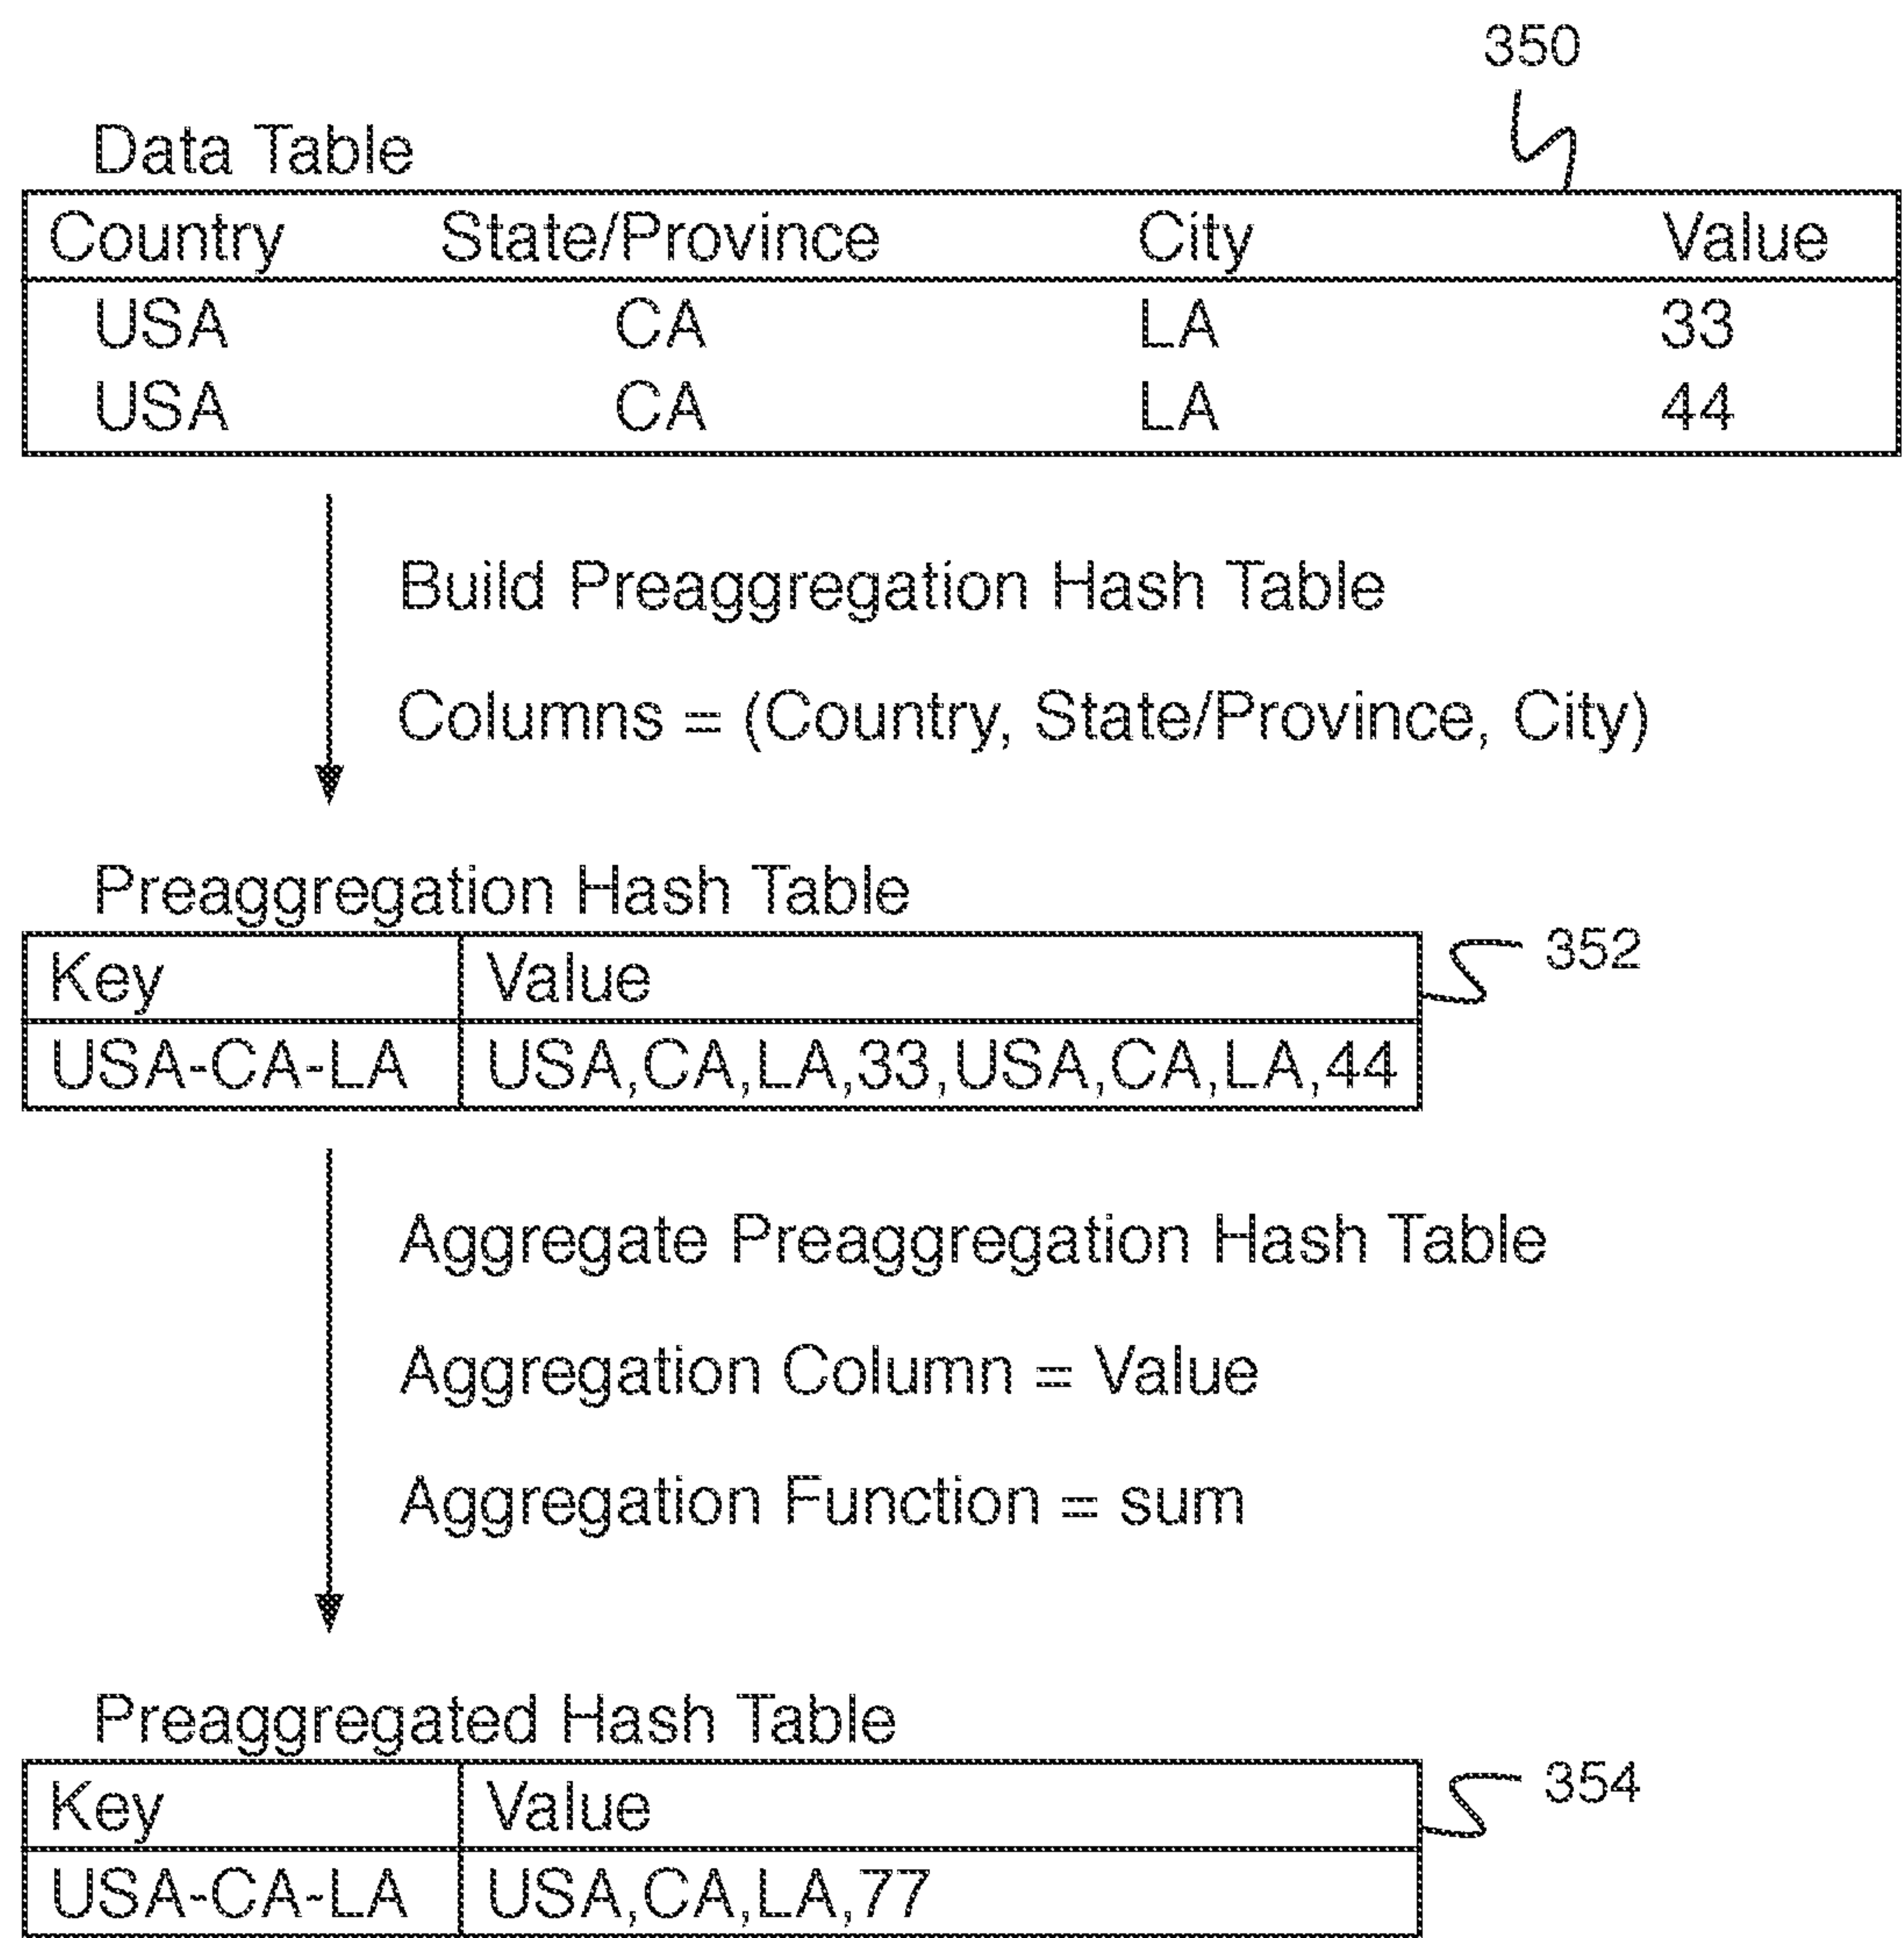 350
Data Table
Country State/Province City Value
USA CA LA 33
USA CA LA 44
Build Preaggregation Hash Table
Columns = (Country, State/Province, City)
Preaggregation Hash Table
352
Key Value
USA-CA-LA USA,CA,LA,33,USA,CA,LA,44
Aggregate Preaggregation Hash Table
Aggregation Column = Value
Aggregation Function = sum
Preaggregated Hash Table
354
Key Value
USA-CA-LA USA,CA,LA,77